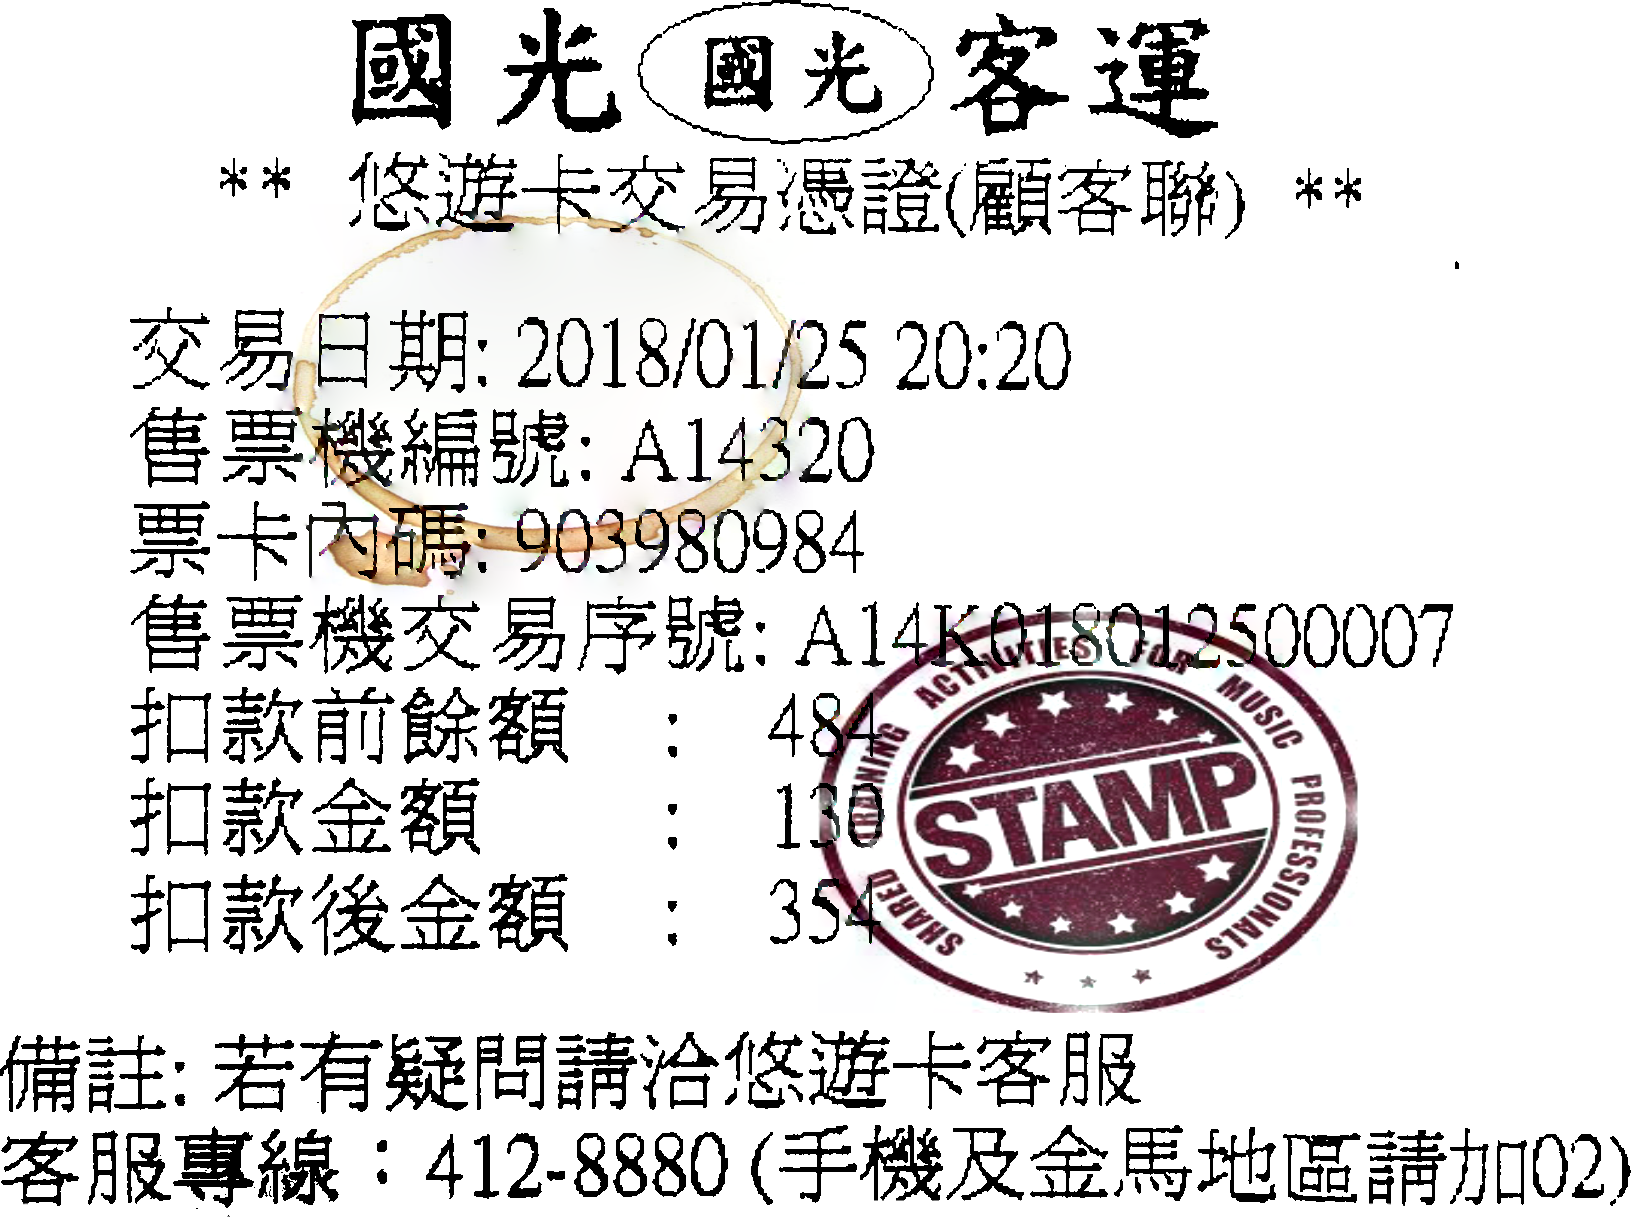 國光 國光 客運
** 悠遊卡交易憑證(顧客聯) **
交易日期: 2018/01/25 20:20
售票機編號: A14320
票卡內碼: 903980984
售票機交易序號: A14K018012500007
扣款前餘額 : 484
扣款金額 : 130
扣款後金額 : 354
SHARED TRAINING ACTIVITIES FOR MUSIC PROFESSIONALS
STAMP
備註: 若有疑問請洽悠遊卡客服
客服專線：412-8880 (手機及金馬地區請加02)